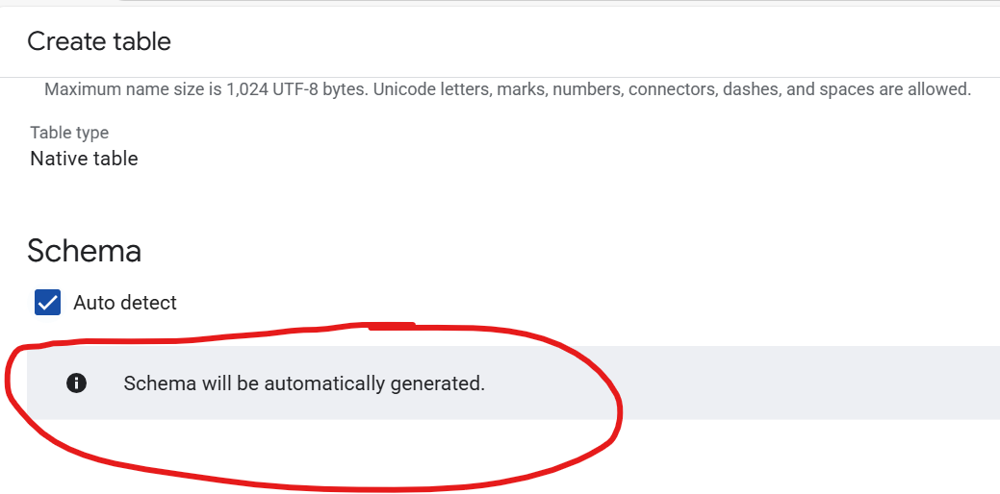 Create table
Maximum name size is 1,024 UTF-8 bytes. Unicode letters, marks, numbers, connectors, dashes, and spaces are allowed.
Table type
Native table
Schema
Auto detect
Schema will be automatically generated.